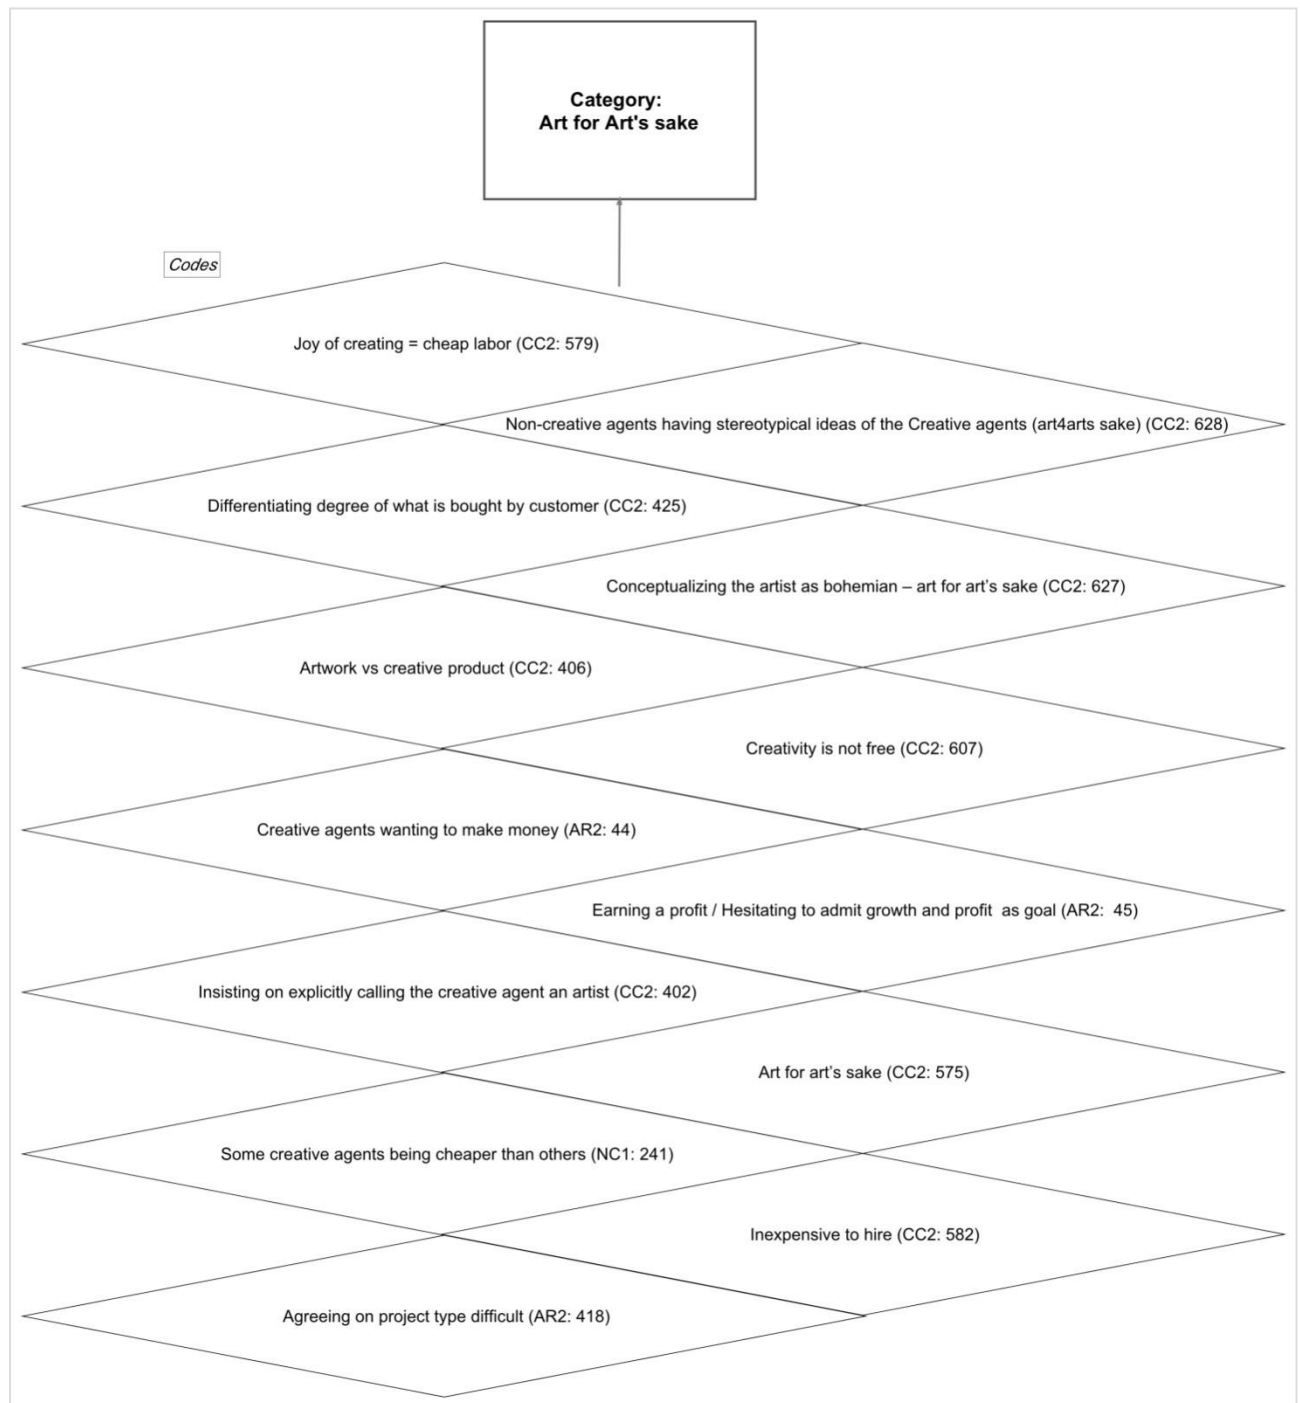 Category:
Art for Art's sake
Codes
Joy of creating = cheap labor (CC2: 579)
Non-creative agents having stereotypical ideas of the Creative agents (art4arts sake) (CC2: 628)
Differentiating degree of what is bought by customer (CC2: 425)
Conceptualizing the artist as bohemian – art for art’s sake (CC2: 627)
Artwork vs creative product (CC2: 406)
Creativity is not free (CC2: 607)
Creative agents wanting to make money (AR2: 44)
Earning a profit / Hesitating to admit growth and profit  as goal (AR2:  45)
Insisting on explicitly calling the creative agent an artist (CC2: 402)
Art for art’s sake (CC2: 575)
Some creative agents being cheaper than others (NC1: 241)
Inexpensive to hire (CC2: 582)
Agreeing on project type difficult (AR2: 418)